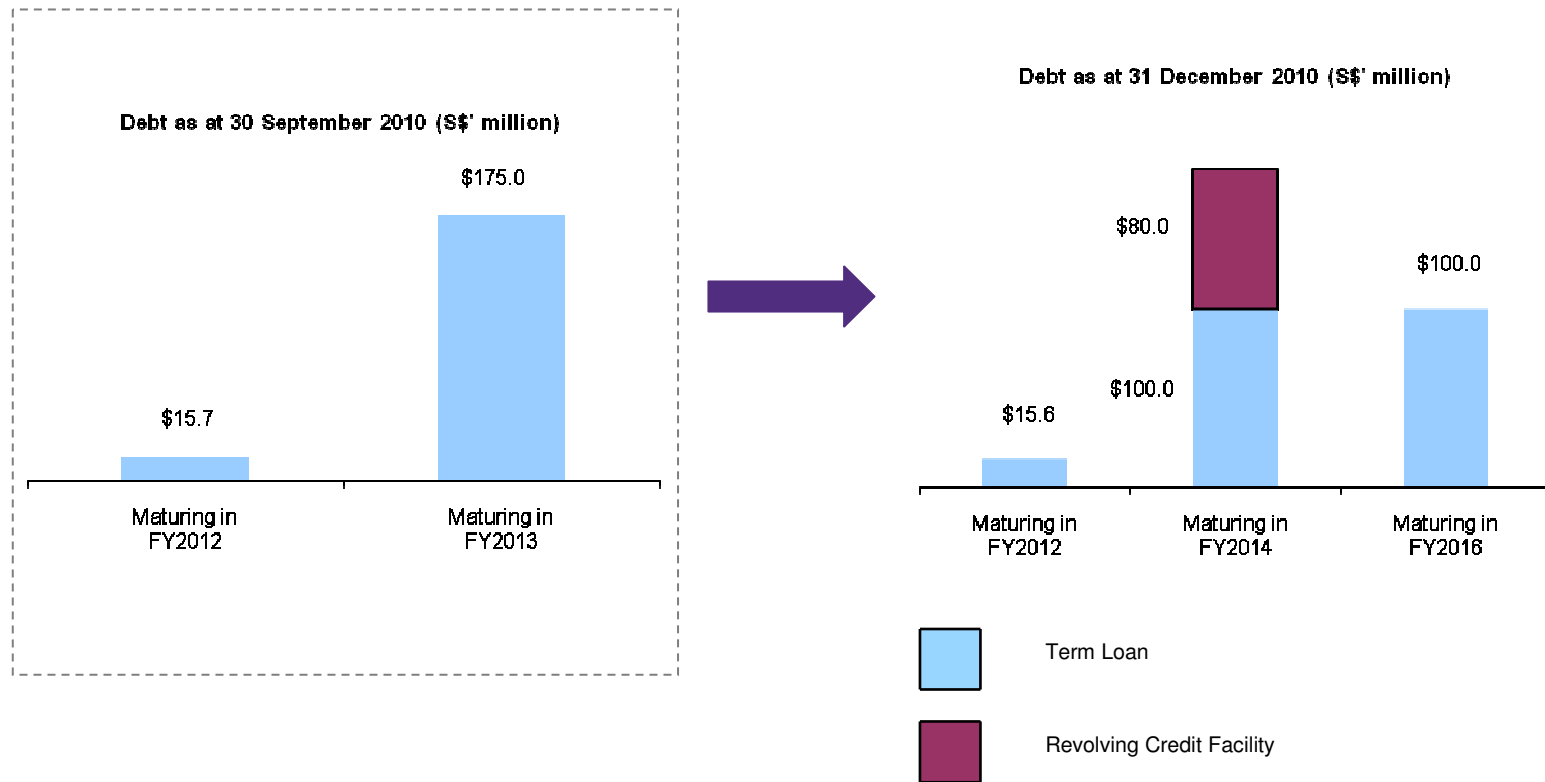 Debt as at 30 September 2010 (S$' million)
$175.0
$15.7
Maturing in
FY2012
Maturing in
FY2013
Debt as at 31 December 2010 (S$' million)
$80.0
$100.0
$100.0
$15.6
Maturing in
FY2012
Maturing in
FY2014
Maturing in
FY2016
Term Loan
Revolving Credit Facility